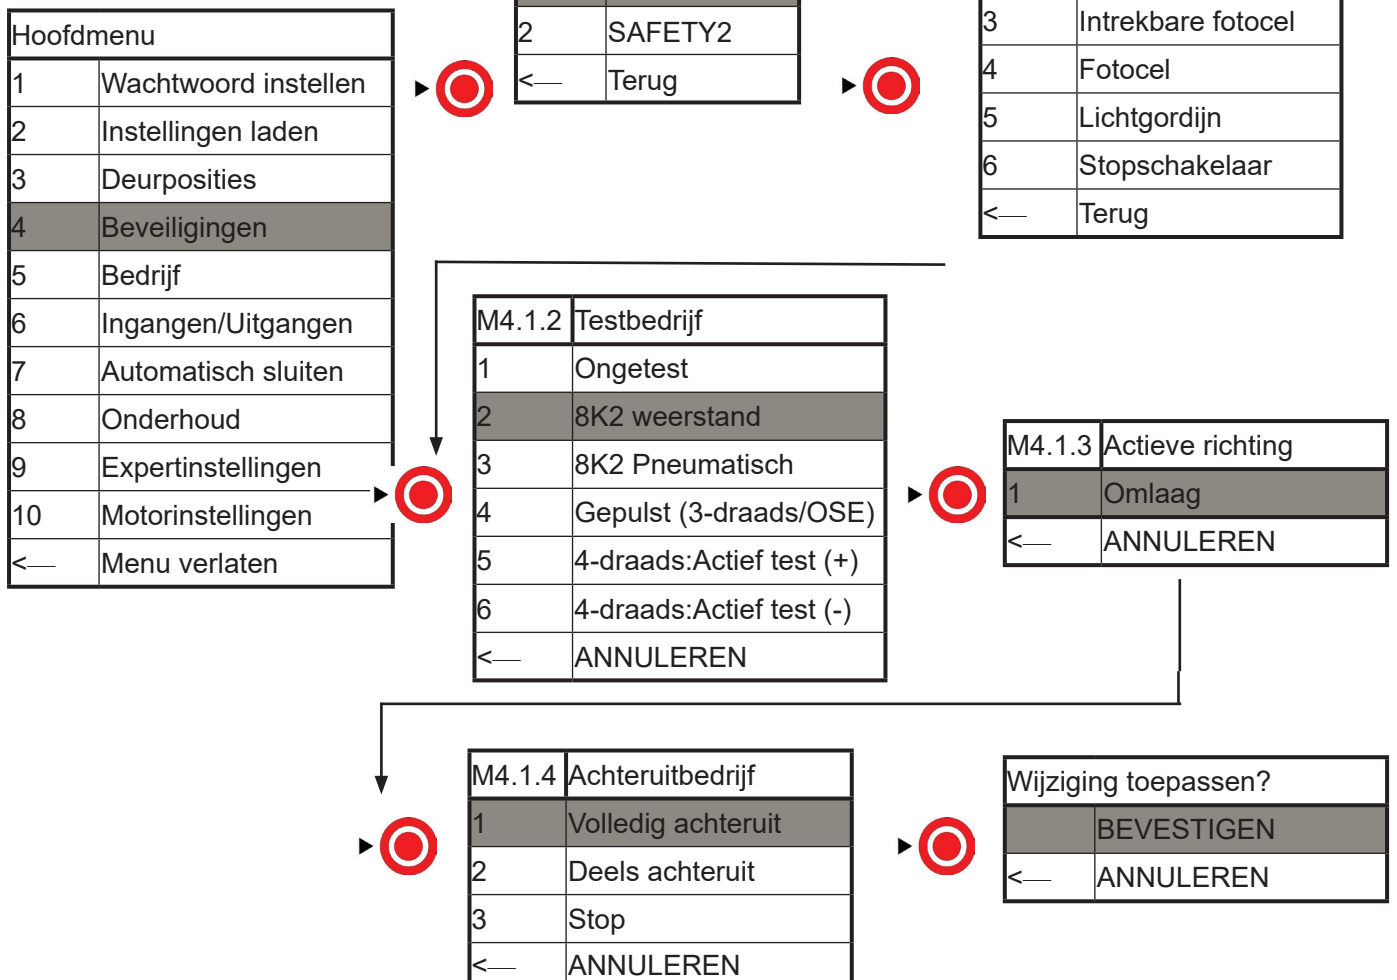 Hoofdmenu
1 Wachtwoord instellen
2 Instellingen laden
3 Deurposities
4 Beveiligingen
5 Bedrijf
6 Ingangen/Uitgangen
7 Automatisch sluiten
8 Onderhoud
9 Expertinstellingen
10 Motorinstellingen
<— Menu verlaten
2 SAFETY2
<— Terug
3 Intrekbare fotocel
4 Fotocel
5 Lichtgordijn
6 Stopschakelaar
<— Terug
M4.1.2 Testbedrijf
1 Ongetest
2 8K2 weerstand
3 8K2 Pneumatisch
4 Gepulst (3-draads/OSE)
5 4-draads:Actief test (+)
6 4-draads:Actief test (-)
<— ANNULEREN
M4.1.3 Actieve richting
1 Omlaag
<— ANNULEREN
M4.1.4 Achteruitbedrijf
1 Volledig achteruit
2 Deels achteruit
3 Stop
<— ANNULEREN
Wijziging toepassen?
BEVESTIGEN
<— ANNULEREN